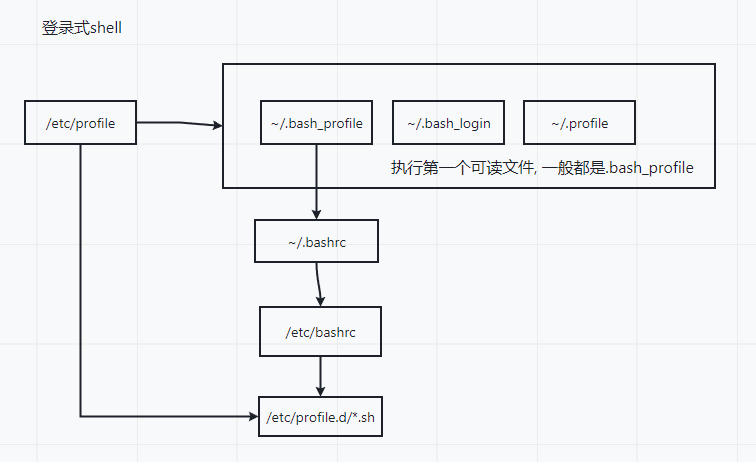 登录式shell
/etc/profile
~/.bash_profile
~/.bash_login
~/.profile
执行第一个可读文件, 一般都是.bash_profile
~/.bashrc
/etc/bashrc
/etc/profile.d/*.sh